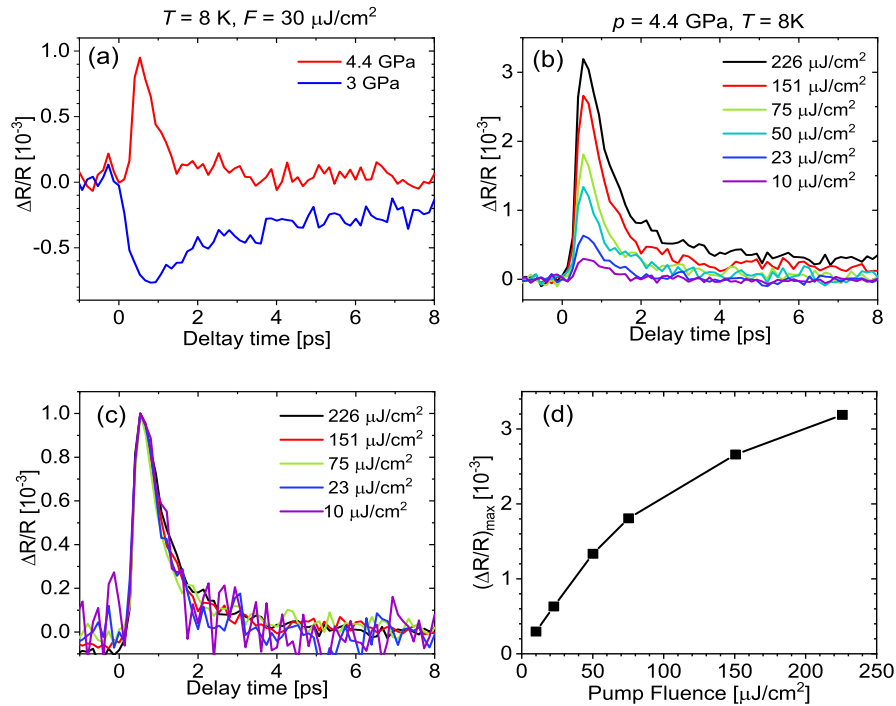 T = 8 K, F = 30 μJ/cm²
p = 4.4 GPa, T = 8K
(a)
4.4 GPa
3 GPa
1.0
0.5
0.0
-0.5
ΔR/R [10⁻³]
0 2 4 6 8
Deltay time [ps]
(b)
226 μJ/cm²
151 μJ/cm²
75 μJ/cm²
50 μJ/cm²
23 μJ/cm²
10 μJ/cm²
3
2
1
0
ΔR/R [10⁻³]
0 2 4 6 8
Delay time [ps]
(c)
226 μJ/cm²
151 μJ/cm²
75 μJ/cm²
23 μJ/cm²
10 μJ/cm²
1.0
0.8
0.6
0.4
0.2
0.0
ΔR/R [10⁻³]
0 2 4 6 8
Delay time [ps]
(d)
3
2
1
0
(ΔR/R)max [10⁻³]
0 50 100 150 200 250
Pump Fluence [μJ/cm²]